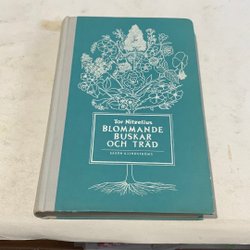 Tor Nitzelius
BLOMMANDE
BUSKAR
OCH TRÄD